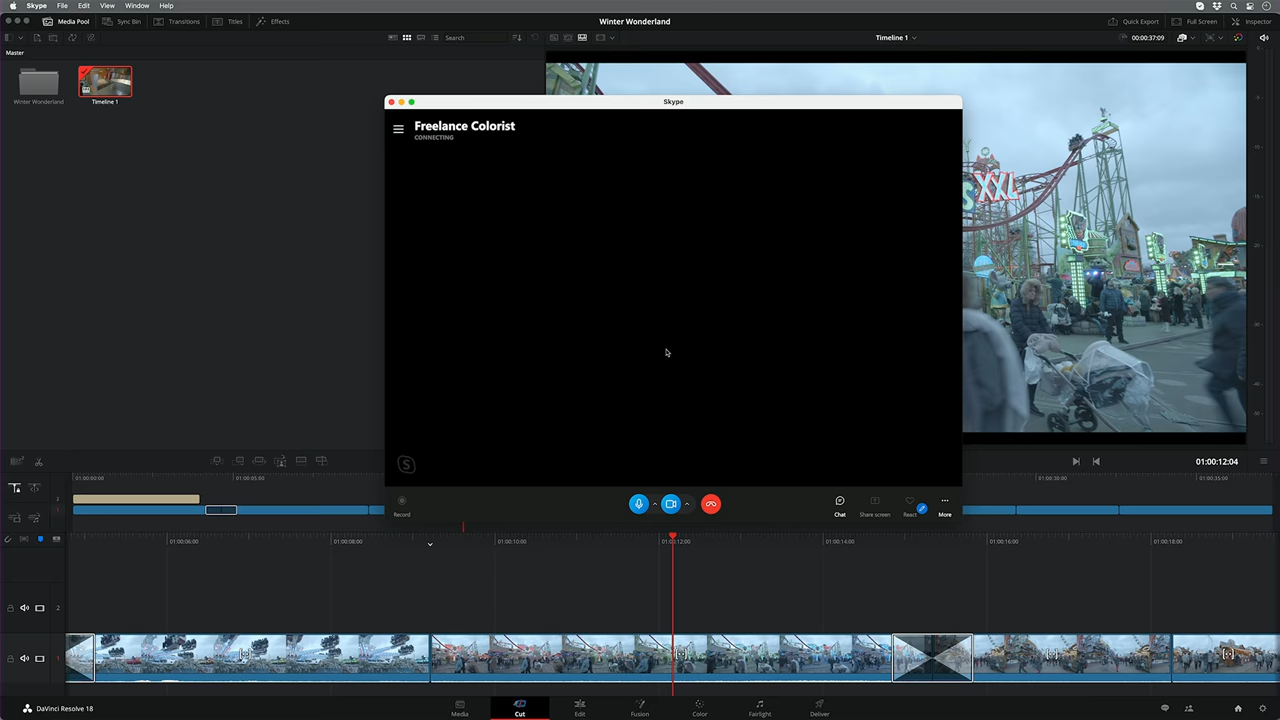 Skype File Edit View Window Help
Media Pool Sync Bin Transitions Titles Effects
Winter Wonderland
Quick Export Full Screen Inspector
Search
Timeline 1
00:00:37:09
Master
Winter Wonderland
Timeline 1
Skype
Freelance Colorist
CONNECTING
XXL
S
Record
Chat
Share screen
React
More
01:00:12:04
01:00:00:00
01:00:05:00
01:00:30:00
01:00:35:00
2
1
01:00:06:00
01:00:08:00
01:00:10:00
01:00:12:00
01:00:14:00
01:00:16:00
01:00:18:00
2
1
DaVinci Resolve 18
Media
Cut
Edit
Fusion
Color
Fairlight
Deliver